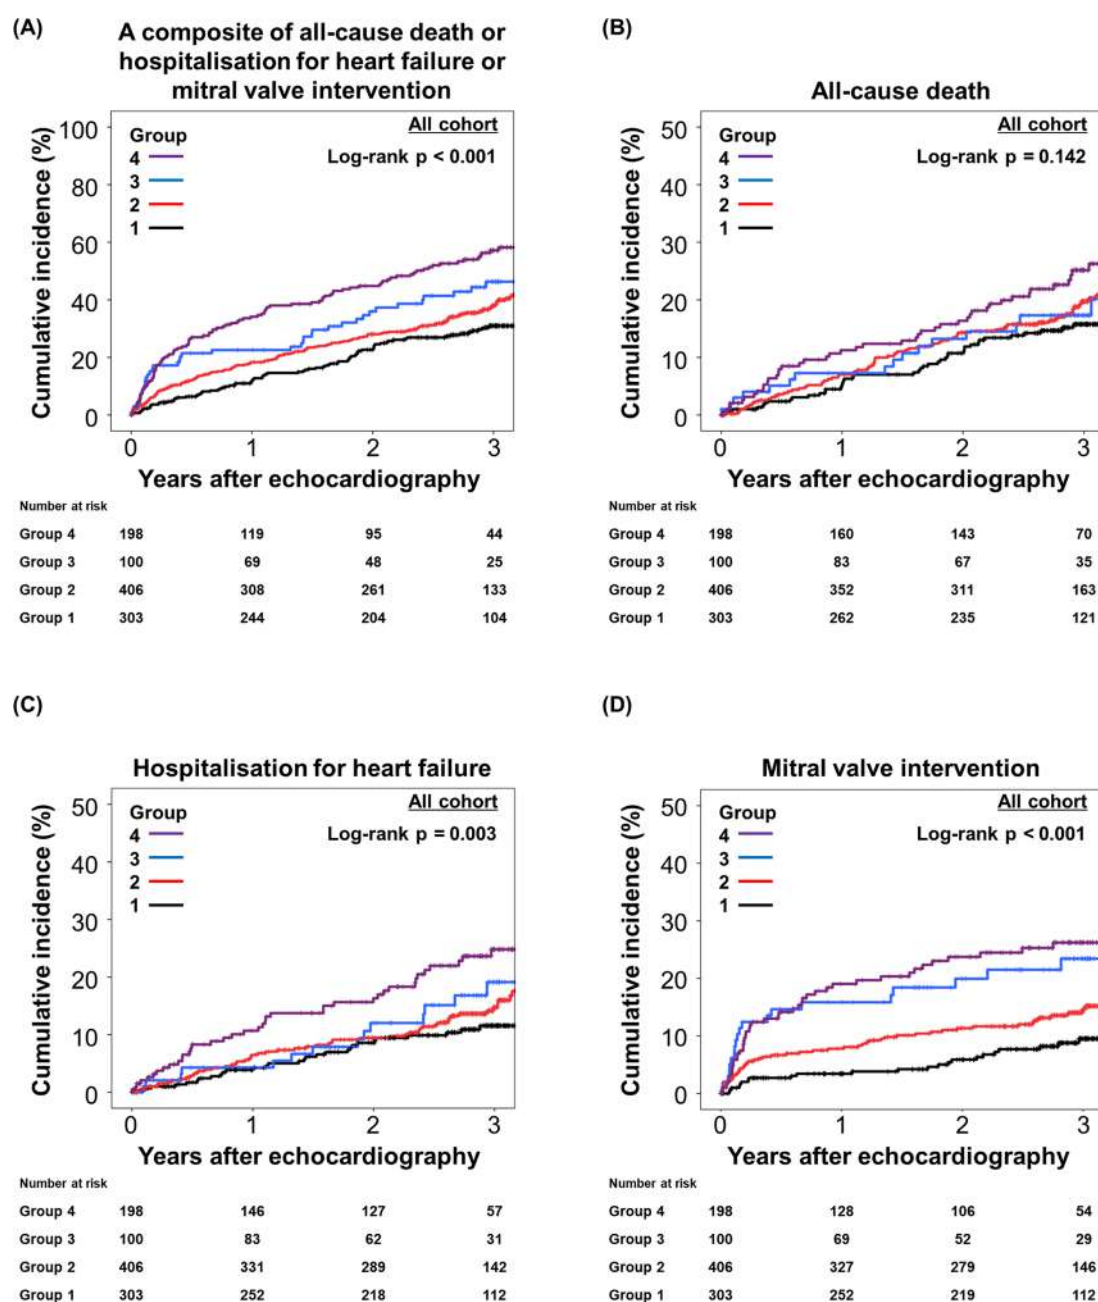 (A)
A composite of all-cause death or
hospitalisation for heart failure or
mitral valve intervention
Cumulative incidence (%)
100
80
60
40
20
0
Group
4
3
2
1
All cohort
Log-rank p < 0.001
0 1 2 3
Years after echocardiography
Number at risk
Group 4 198 119 95 44
Group 3 100 69 48 25
Group 2 406 308 261 133
Group 1 303 244 204 104
(B)
All-cause death
Cumulative incidence (%)
50
40
30
20
10
0
Group
4
3
2
1
All cohort
Log-rank p = 0.142
0 1 2 3
Years after echocardiography
Number at risk
Group 4 198 160 143 70
Group 3 100 83 67 35
Group 2 406 352 311 163
Group 1 303 262 235 121
(C)
Hospitalisation for heart failure
Cumulative incidence (%)
50
40
30
20
10
0
Group
4
3
2
1
All cohort
Log-rank p = 0.003
0 1 2 3
Years after echocardiography
Number at risk
Group 4 198 146 127 57
Group 3 100 83 62 31
Group 2 406 331 289 142
Group 1 303 252 218 112
(D)
Mitral valve intervention
Cumulative incidence (%)
50
40
30
20
10
0
Group
4
3
2
1
All cohort
Log-rank p < 0.001
0 1 2 3
Years after echocardiography
Number at risk
Group 4 198 128 106 54
Group 3 100 69 52 29
Group 2 406 327 279 146
Group 1 303 252 219 112